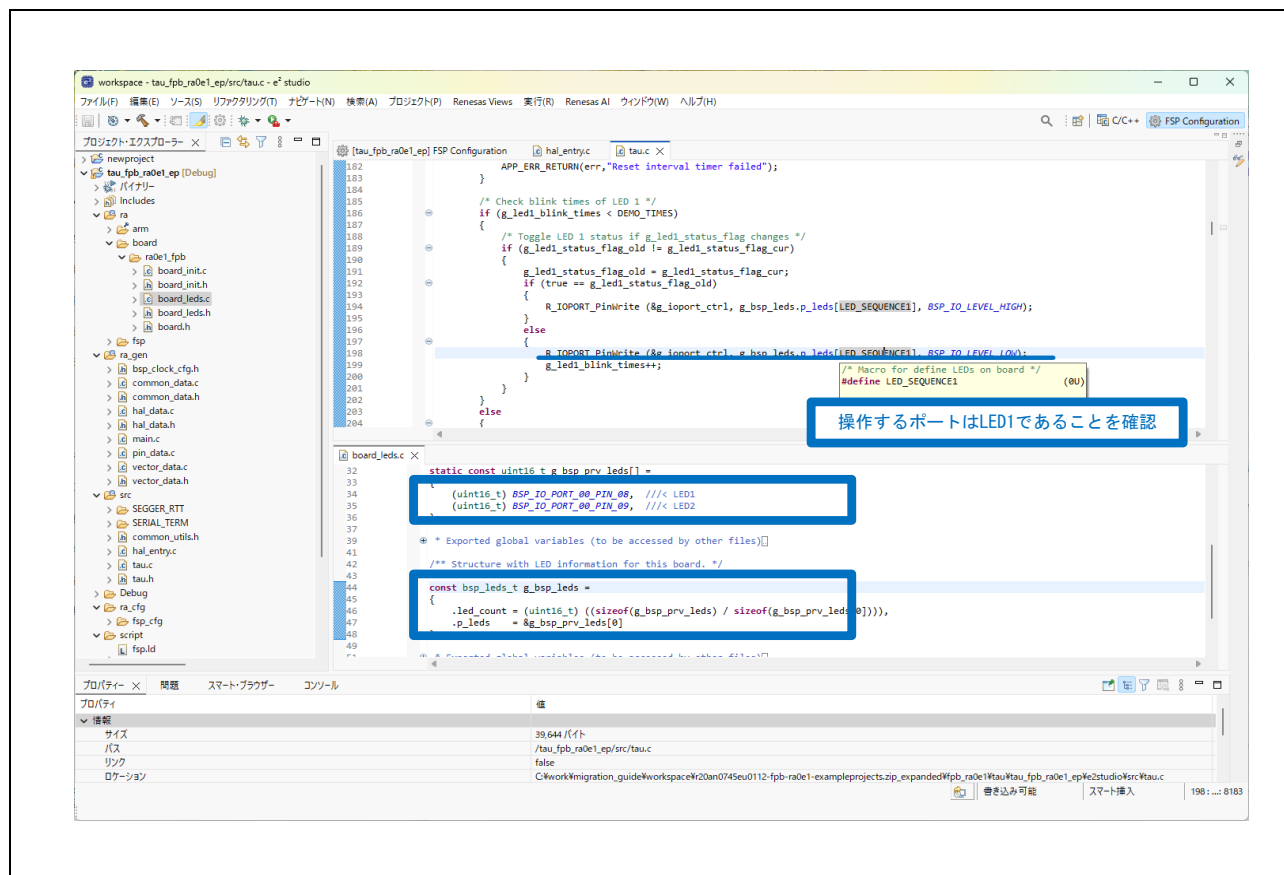 workspace - tau_fpb_ra0e1_ep/src/tau.c - e² studio
ファイル(F) 編集(E) ソース(S) リファクタリング(T) ナビゲート(N) 検索(A) プロジェクト(P) Renesas Views 実行(R) Renesas AI ウィンドウ(W) ヘルプ(H)
C/C++ FSP Configuration
プロジェクト・エクスプローラー
newproject
tau_fpb_ra0e1_ep [Debug]
バイナリー
Includes
ra
arm
board
ra0e1_fpb
board_init.c
board_init.h
board_leds.c
board_leds.h
board.h
fsp
ra_gen
bsp_clock_cfg.h
common_data.c
common_data.h
hal_data.c
hal_data.h
main.c
pin_data.c
vector_data.c
vector_data.h
src
SEGGER_RTT
SERIAL_TERM
common_utils.h
hal_entry.c
tau.c
tau.h
Debug
ra_cfg
fsp_cfg
script
fsp.ld
[tau_fpb_ra0e1_ep] FSP Configuration hal_entry.c tau.c
182 APP_ERR_RETURN(err,"Reset interval timer failed");
183 }
184
185 /* Check blink times of LED 1 */
186 if (g_led1_blink_times < DEMO_TIMES)
187 {
188 /* Toggle LED 1 status if g_led1_status_flag changes */
189 if (g_led1_status_flag_old != g_led1_status_flag_cur)
190 {
191 g_led1_status_flag_old = g_led1_status_flag_cur;
192 if (true == g_led1_status_flag_old)
193 {
194 R_IOPORT_PinWrite (&g_ioport_ctrl, g_bsp_leds.p_leds[LED_SEQUENCE1], BSP_IO_LEVEL_HIGH);
195 }
196 else
197 {
198 R_IOPORT_PinWrite (&g_ioport_ctrl, g_bsp_leds.p_leds[LED_SEQUENCE1], BSP_IO_LEVEL_LOW);
199 g_led1_blink_times++;
200 }
201 }
202 }
203 else
204 {
/* Macro for define LEDs on board */
#define LED_SEQUENCE1 (0U)
操作するポートはLED1であることを確認
board_leds.c
32 static const uint16_t g_bsp_prv_leds[] =
33 {
34 (uint16_t) BSP_IO_PORT_00_PIN_08, ///< LED1
35 (uint16_t) BSP_IO_PORT_00_PIN_09, ///< LED2
36
37
39 * Exported global variables (to be accessed by other files)
41
42 /** Structure with LED information for this board. */
43
44 const bsp_leds_t g_bsp_leds =
45 {
46 .led_count = (uint16_t) ((sizeof(g_bsp_prv_leds) / sizeof(g_bsp_prv_leds[0]))),
47 .p_leds = &g_bsp_prv_leds[0]
48
49
51 * Exported global variables (to be accessed by other files)
プロパティー 問題 スマート・ブラウザー コンソール
プロパティ 値
情報
サイズ 39,644 バイト
パス /tau_fpb_ra0e1_ep/src/tau.c
リンク false
ロケーション C:¥work¥migration_guide¥workspace¥r20an0745eu0112-fpb-ra0e1-exampleprojects.zip_expanded¥fpb_ra0e1¥tau¥tau_fpb_ra0e1_ep¥e2studio¥src¥tau.c
書き込み可能 スマート挿入 198 : ...: 8183